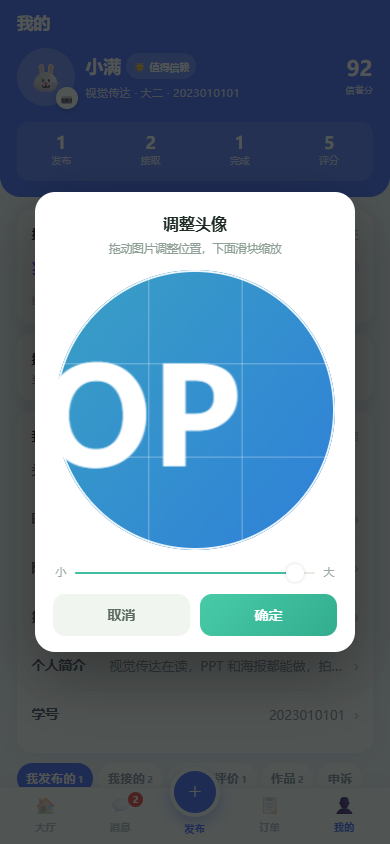 我的
小满
值得信赖
92
视觉传达 · 大二 · 2023010101
信誉分
1
2
1
5
发布
接取
完成
评分
调整头像
拖动图片调整位置，下面滑块缩放
OP
小
大
取消
确定
个人简介
视觉传达在读，PPT 和海报都能做，拍...
学号
2023010101
我发布的 1
我接的 2
评价 1
作品 2
申诉
+
2
大厅
消息
发布
订单
我的